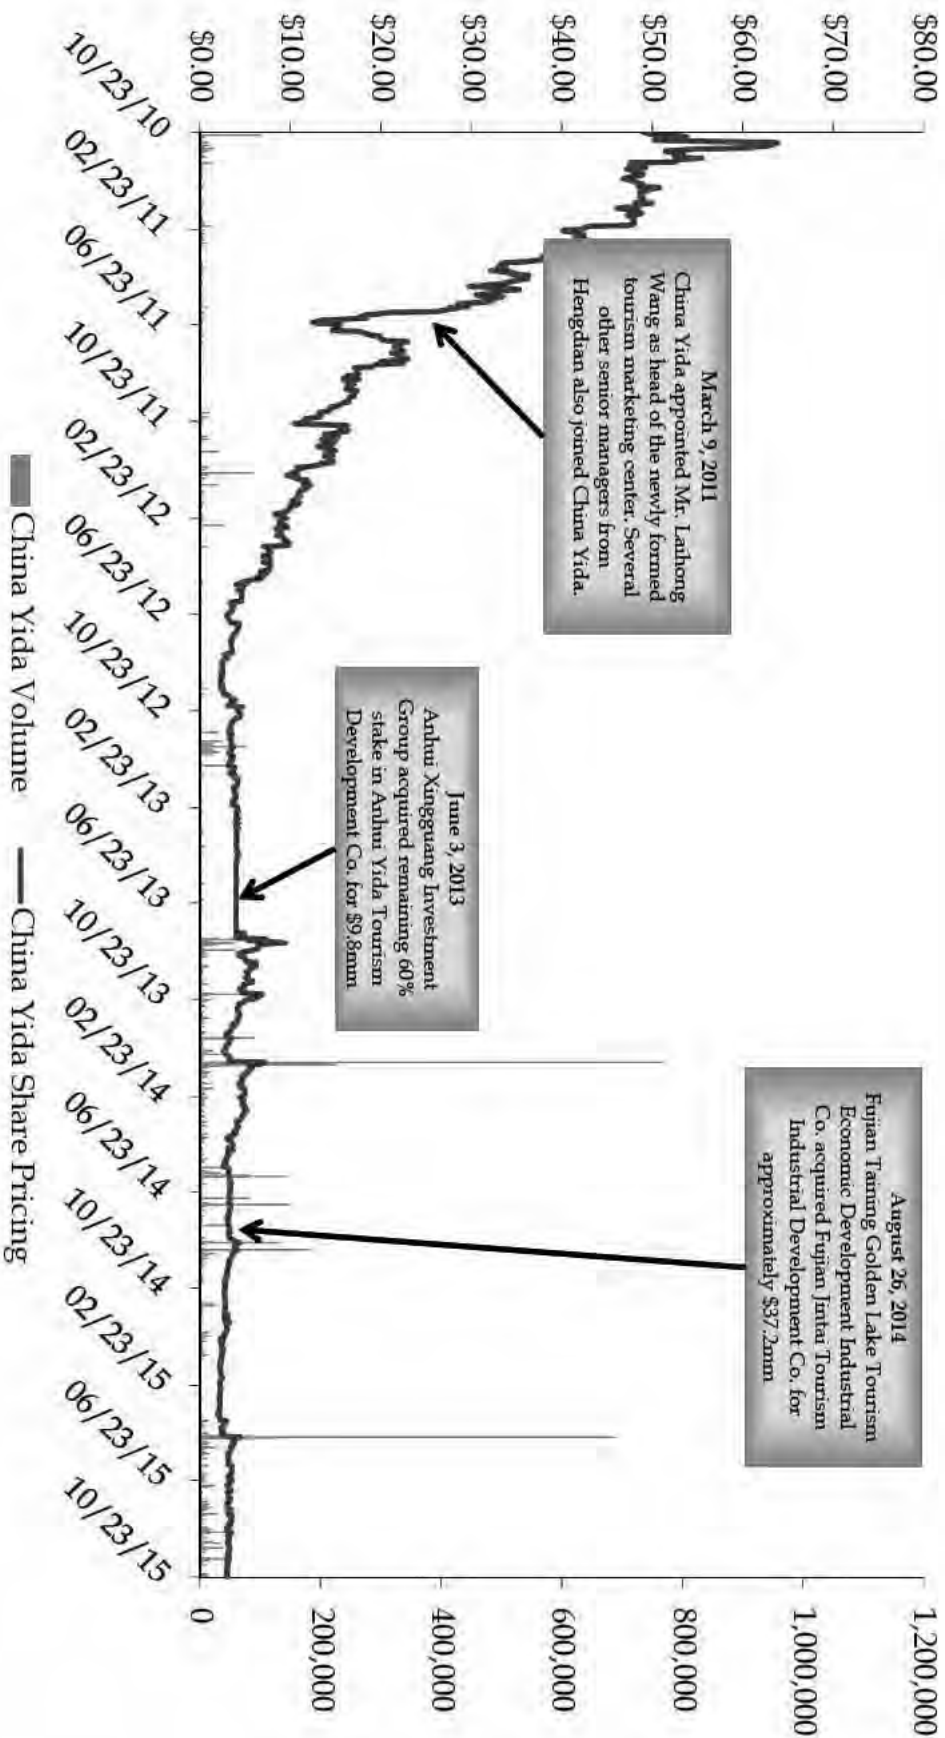 $80.00
$70.00
$60.00
$50.00
$40.00
$30.00
$20.00
$10.00
$0.00
1,200,000
1,000,000
800,000
600,000
400,000
200,000
0
March 9, 2011
China Yida appointed Mr. Laihong
Wang as head of the newly formed
tourism marketing center. Several
other senior managers from
Hengdian also joined China Yida.
June 3, 2013
Anhui Xingguang Investment
Group acquired remaining 60%
stake in Anhui Yida Tourism
Development Co. for $9.8mm
August 26, 2014
Fujian Taining Golden Lake Tourism
Economic Development Industrial
Co. acquired Fujian Jintai Tourism
Industrial Development Co. for
approximately $37.2mm
10/23/10
02/23/11
06/23/11
10/23/11
02/23/12
06/23/12
10/23/12
02/23/13
06/23/13
10/23/13
02/23/14
06/23/14
10/23/14
02/23/15
06/23/15
10/23/15
China Yida Volume
China Yida Share Pricing